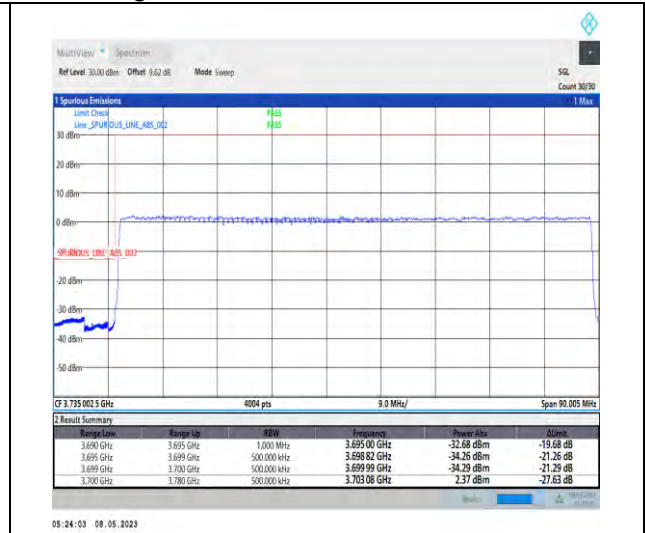 MultiView Spectrum
Ref Level 30.00 dBm Offset 9.62 dB Mode Sweep SGL
Count 30/30
1 Spurious Emissions 1 Max
Limit Check PASS
Line _SPURIOUS_LINE_ABS_002 PASS
30 dBm
20 dBm
10 dBm
0 dBm
_SPURIOUS_LINE_ABS_002
-20 dBm
-30 dBm
-40 dBm
-50 dBm
CF 3.735 002 5 GHz 4004 pts 9.0 MHz/ Span 90.005 MHz
2 Result Summary
Range Low Range Up RBW Frequency Power Abs ΔLimit
3.690 GHz 3.695 GHz 1.000 MHz 3.695 00 GHz -32.68 dBm -19.68 dB
3.695 GHz 3.699 GHz 500.000 kHz 3.698 82 GHz -34.26 dBm -21.26 dB
3.699 GHz 3.700 GHz 500.000 kHz 3.699 99 GHz -34.29 dBm -21.29 dB
3.700 GHz 3.780 GHz 500.000 kHz 3.703 08 GHz 2.37 dBm -27.63 dB
05:24:03 08.05.2023